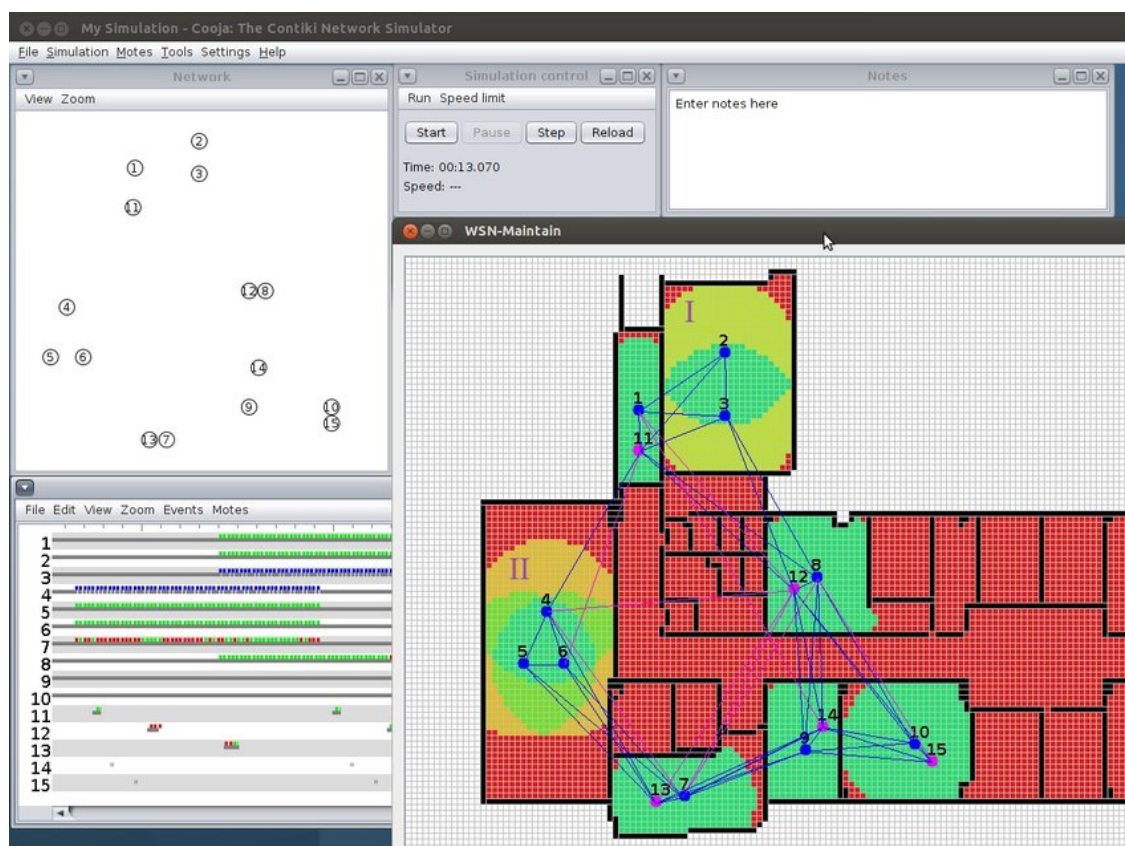 My Simulation - Cooja: The Contiki Network Simulator
File Simulation Motes Tools Settings Help
Network
View Zoom
2
1
3
11
12 8
4
5 6
14
9 10
15
13 7
Simulation control
Run Speed limit
Start Pause Step Reload
Time: 00:13.070
Speed: ---
Notes
Enter notes here
File Edit View Zoom Events Motes
1
2
3
4
5
6
7
8
9
10
11
12
13
14
15
WSN-Maintain
I
2
1 3
11
II
8
12
4
5 6
14
9 10
15
13 7